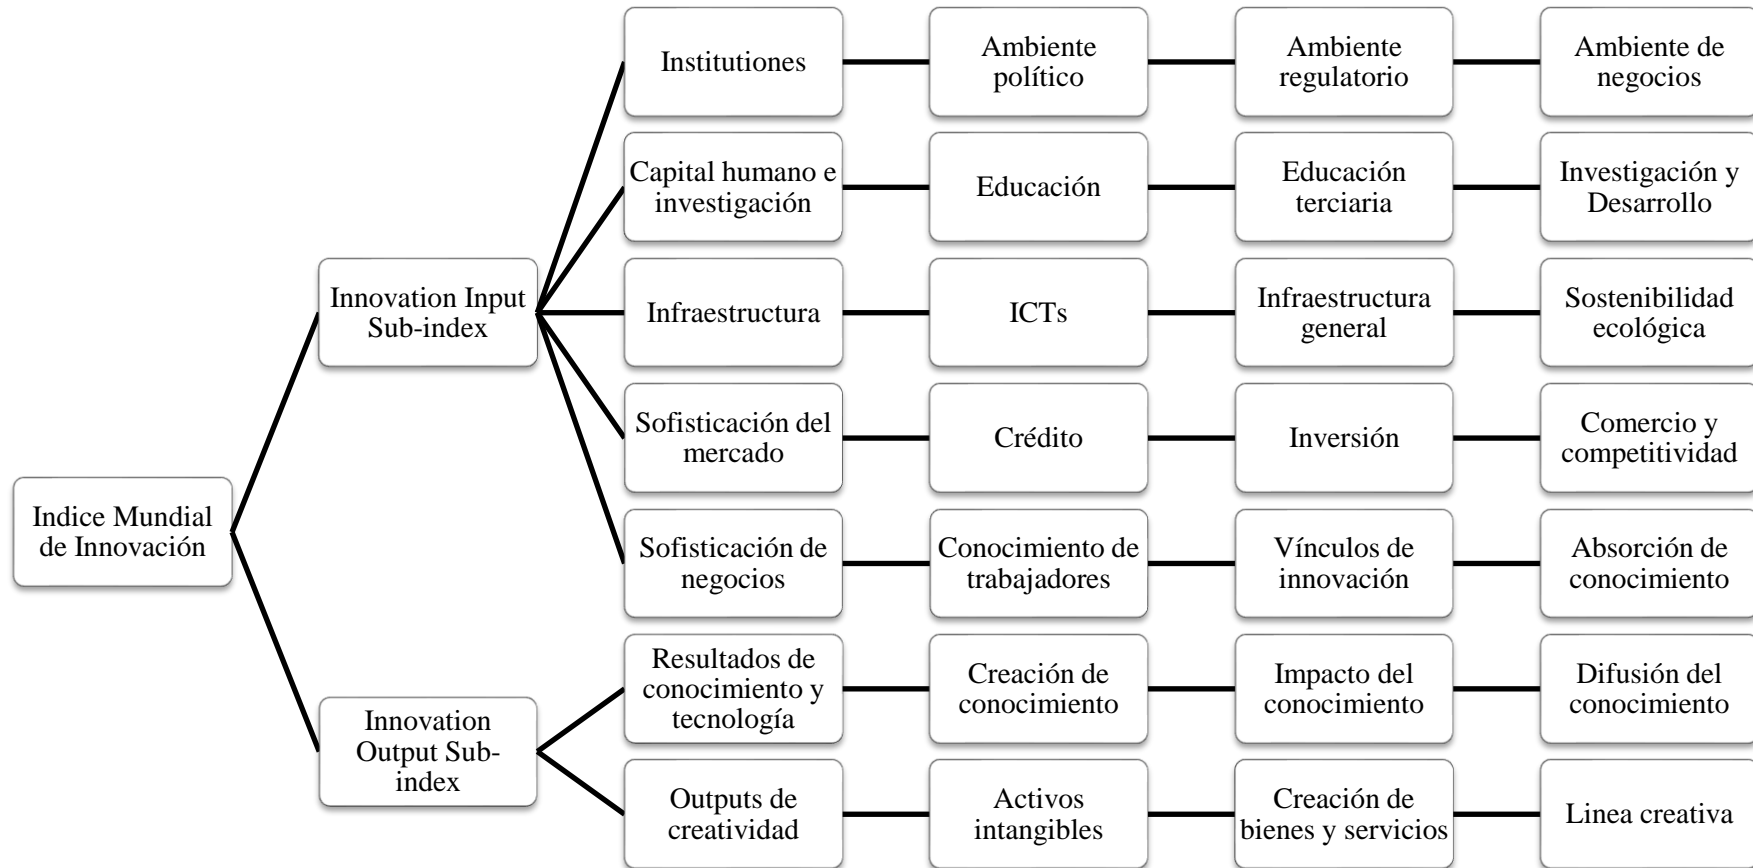 Institutiones
Ambiente
político
Ambiente
regulatorio
Ambiente de
negocios
Capital humano e
investigación
Educación
Educación
terciaria
Investigación y
Desarrollo
Innovation Input
Sub-index
Infraestructura
ICTs
Infraestructura
general
Sostenibilidad
ecológica
Sofisticación del
mercado
Crédito
Inversión
Comercio y
competitividad
Indice Mundial
de Innovación
Sofisticación de
negocios
Conocimiento de
trabajadores
Vínculos de
innovación
Absorción de
conocimiento
Innovation
Output Sub-
index
Resultados de
conocimiento y
tecnología
Creación de
conocimiento
Impacto del
conocimiento
Difusión del
conocimiento
Outputs de
creatividad
Activos
intangibles
Creación de
bienes y servicios
Linea creativa